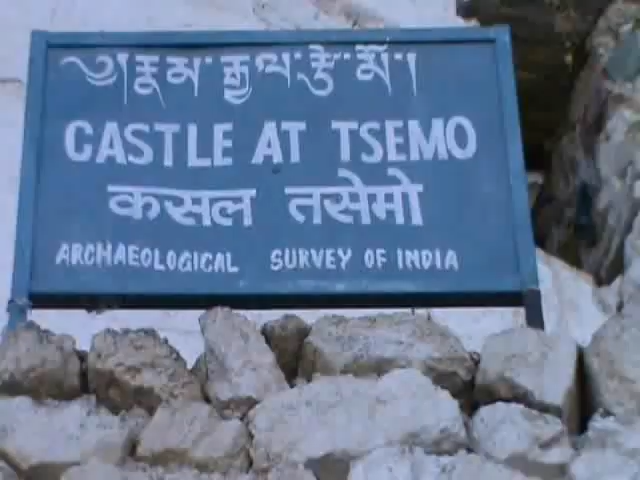 ༄། རྣམ་རྒྱལ་རྩེ་མོ་།
CASTLE AT TSEMO
कसल तसेमो
ARCHAEOLOGICAL SURVEY OF INDIA